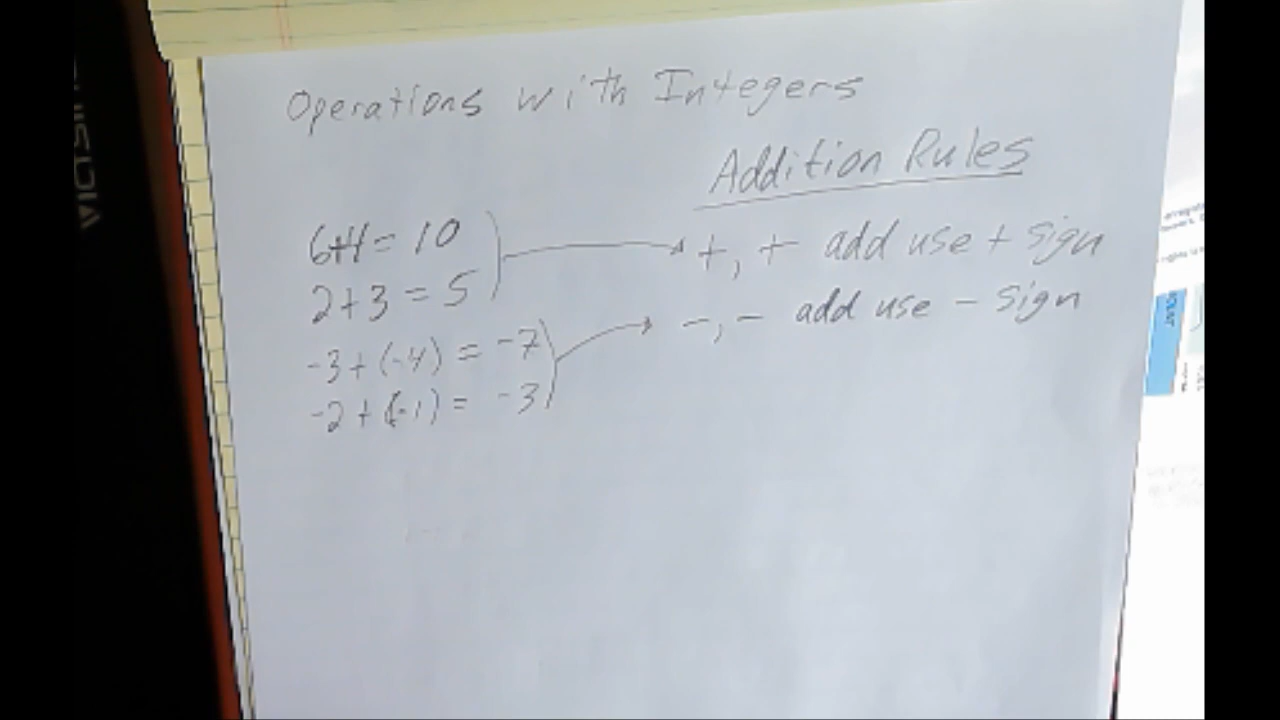 Operations with Integers
Addition Rules
6+4 = 10
+, + add use + sign
2+3 = 5
-, - add use - sign
-3+(-4) = -7
-2+(-1) = -3